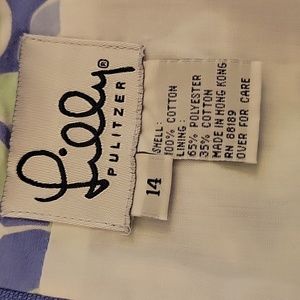 Lilly®
PULITZER
14
SHELL:
100% COTTON
LINING:
65% POLYESTER
35% COTTON
MADE IN HONG KONG
RN 88189
OVER FOR CARE